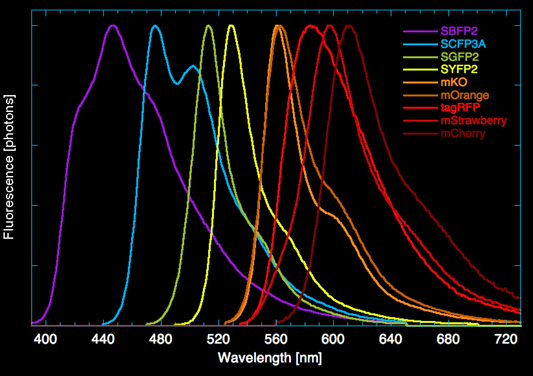 SBFP2
SCFP3A
SGFP2
SYFP2
mKO
mOrange
tagRFP
mStrawberry
mCherry
Fluorescence [photons]
400 440 480 520 560 600 640 680 720
Wavelength [nm]